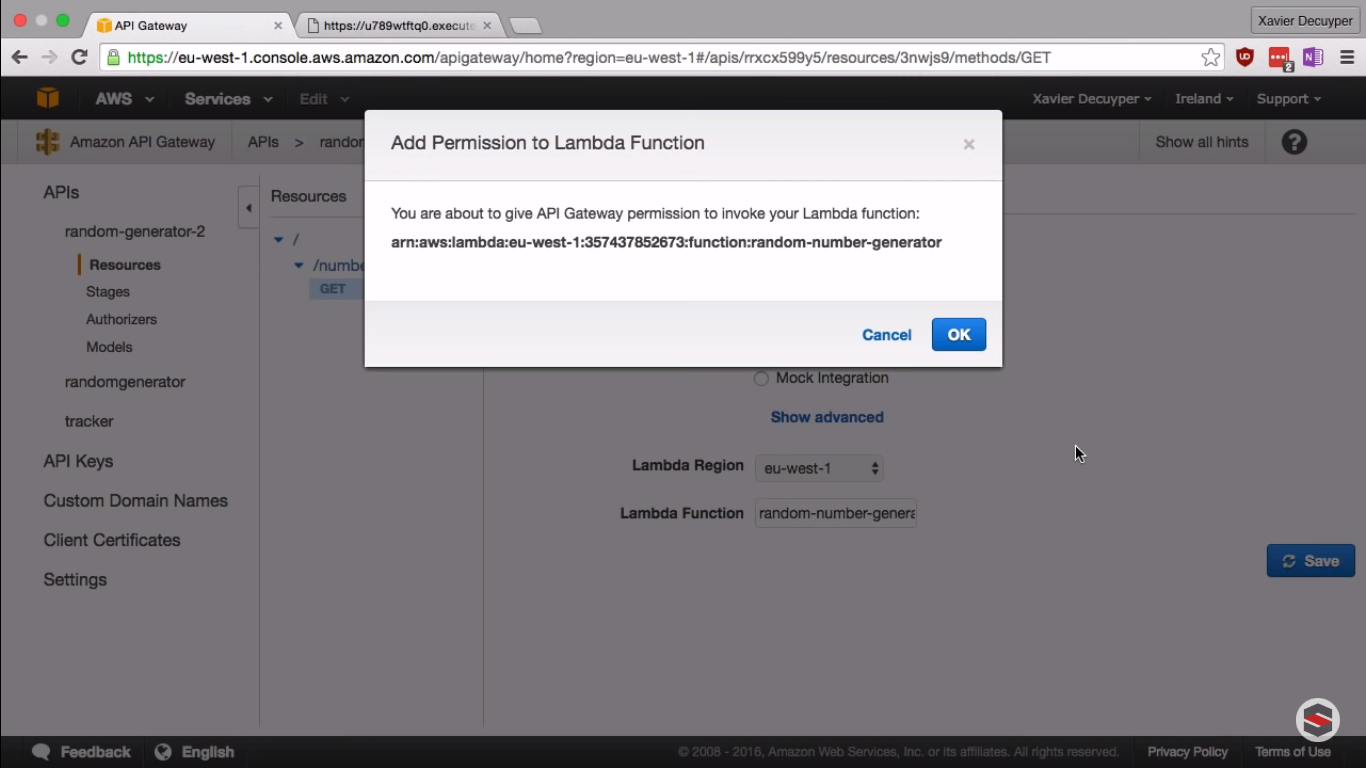 API Gateway
https://u789wtftq0.execute
Xavier Decuyper
https://eu-west-1.console.aws.amazon.com/apigateway/home?region=eu-west-1#/apis/rrxcx599y5/resources/3nwjs9/methods/GET
2
AWS Services Edit Xavier Decuyper Ireland Support
Amazon API Gateway APIs > random Show all hints ?
Add Permission to Lambda Function ×
You are about to give API Gateway permission to invoke your Lambda function:
arn:aws:lambda:eu-west-1:357437852673:function:random-number-generator
Cancel OK
APIs
random-generator-2
Resources
Stages
Authorizers
Models
randomgenerator
tracker
API Keys
Custom Domain Names
Client Certificates
Settings
Resources
/
/numbe
GET
Mock Integration
Show advanced
Lambda Region eu-west-1
Lambda Function random-number-genera
Save
Feedback English © 2008 - 2016, Amazon Web Services, Inc. or its affiliates. All rights reserved. Privacy Policy Terms of Use